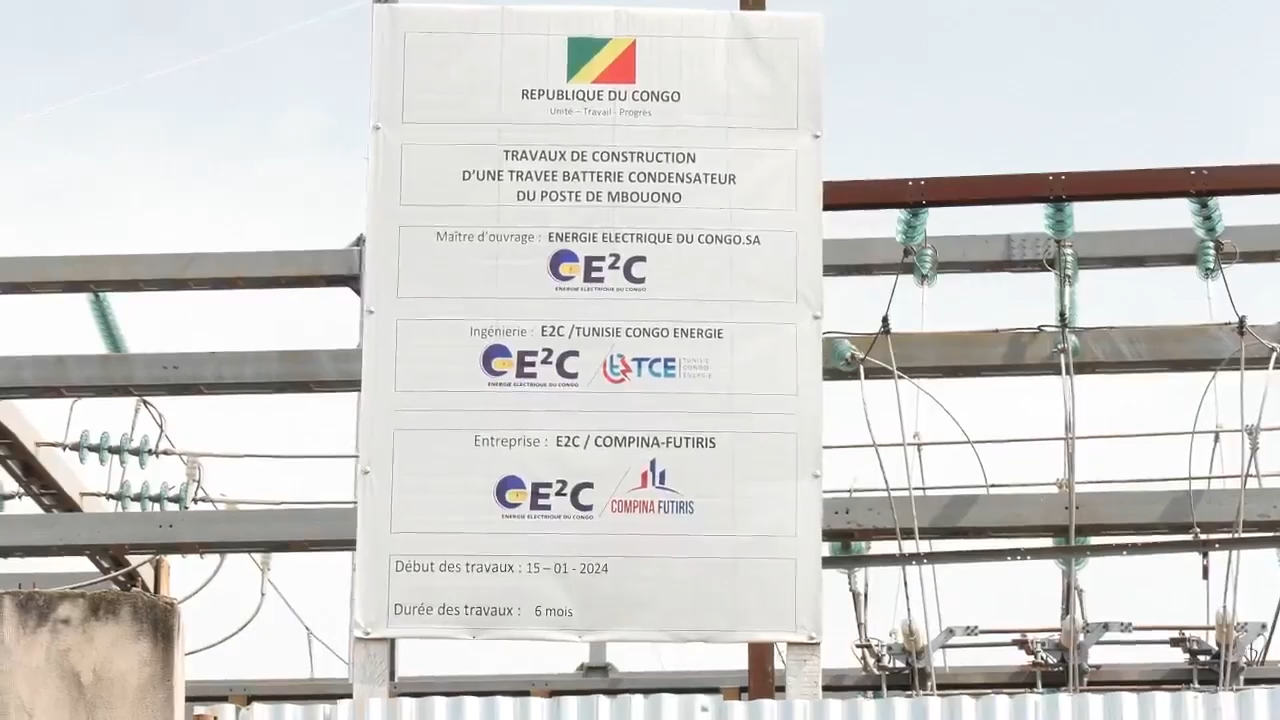 REPUBLIQUE DU CONGO
Unité – Travail - Progrès
TRAVAUX DE CONSTRUCTION
D'UNE TRAVEE BATTERIE CONDENSATEUR
DU POSTE DE MBOUONO
Maître d'ouvrage : ENERGIE ELECTRIQUE DU CONGO.SA
E²C
ENERGIE ELECTRIQUE DU CONGO
Ingénierie : E2C /TUNISIE CONGO ENERGIE
E²C / TCE
ENERGIE ELECTRIQUE DU CONGO
TUNISIE
CONGO
ENERGIE
Entreprise : E2C / COMPINA-FUTIRIS
E²C / COMPINA FUTIRIS
ENERGIE ELECTRIQUE DU CONGO
Début des travaux : 15 – 01 - 2024
Durée des travaux : 6 mois